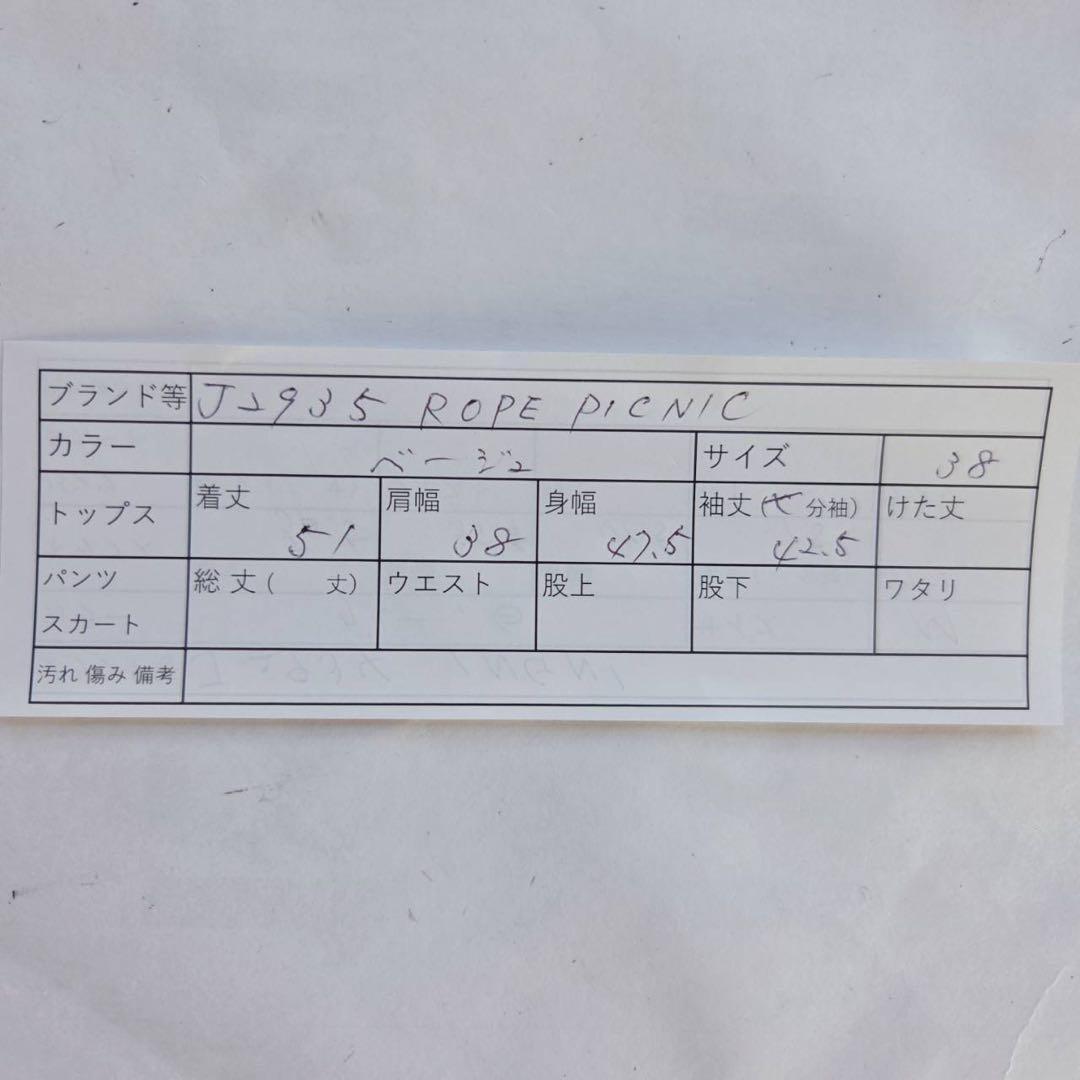 ブランド等 J2935 ROPE PICNIC
カラー ベージュ サイズ 38
トップス 着丈 51 肩幅 38 身幅 47.5 袖丈(七分袖) 42.5 けた丈
パンツ スカート 総丈( 丈) ウエスト 股上 股下 ワタリ
汚れ 傷み 備考